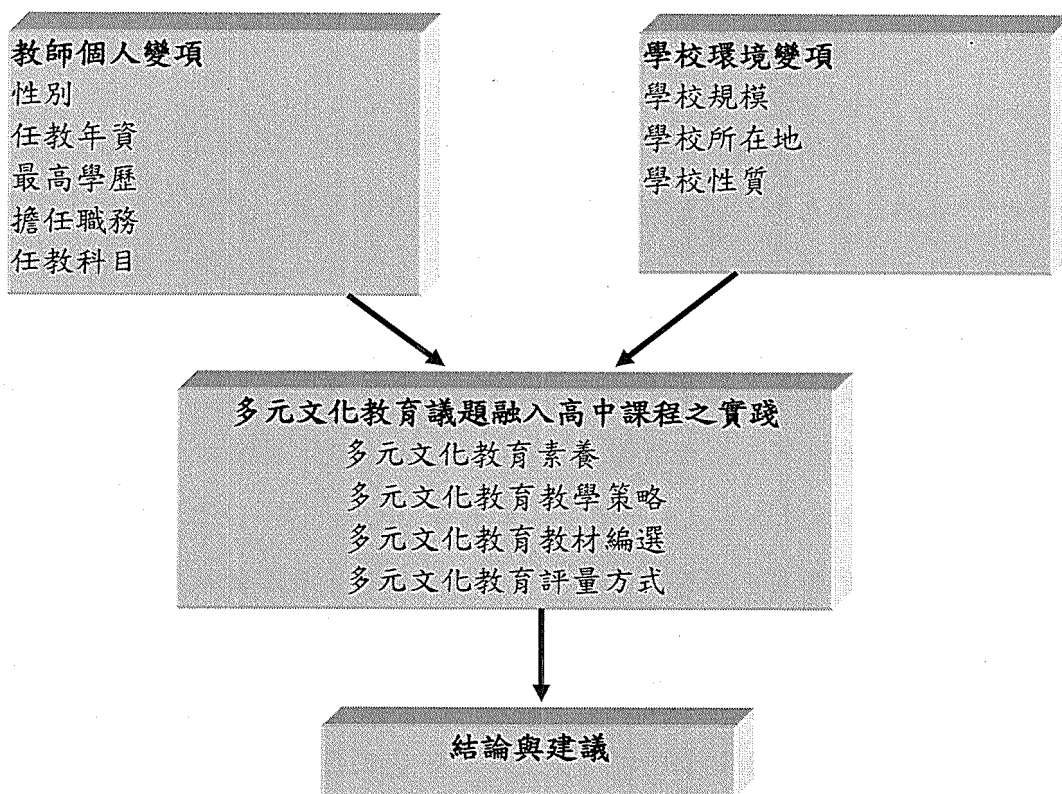 教師個人變項
性別
任教年資
最高學歷
擔任職務
任教科目
學校環境變項
學校規模
學校所在地
學校性質
多元文化教育議題融入高中課程之實踐
多元文化教育素養
多元文化教育教學策略
多元文化教育教材編選
多元文化教育評量方式
結論與建議